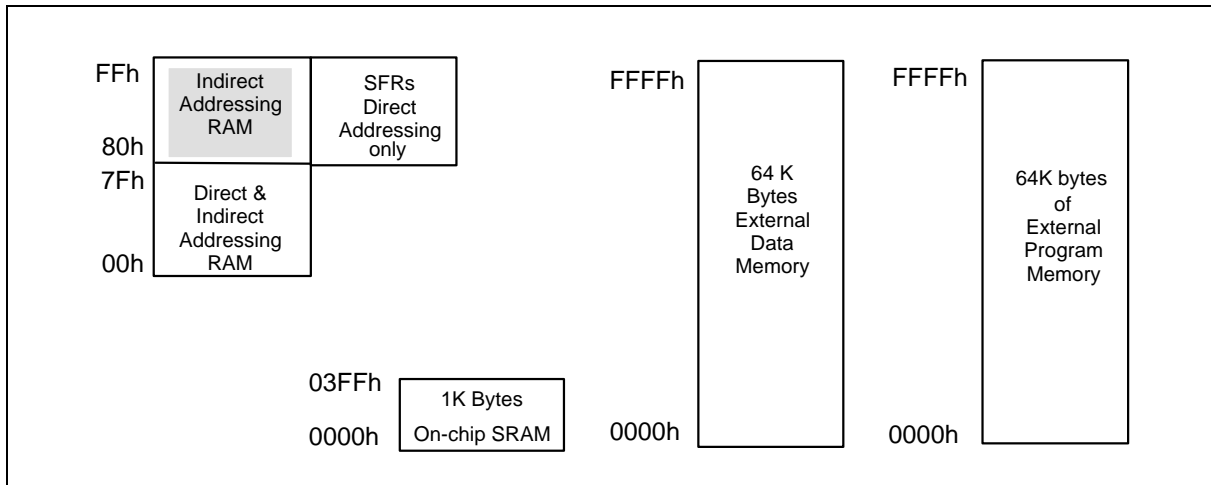 FFh
Indirect
Addressing
RAM
80h
SFRs
Direct
Addressing
only
7Fh
Direct &
Indirect
Addressing
RAM
00h
03FFh
1K Bytes
On-chip SRAM
0000h
FFFFh
64 K
Bytes
External
Data
Memory
0000h
FFFFh
64K bytes
of
External
Program
Memory
0000h